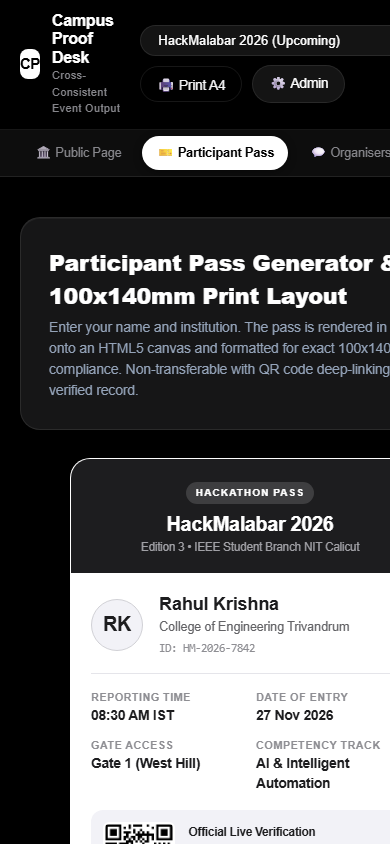 CP
Campus
Proof
Desk
Cross-
Consistent
Event Output
HackMalabar 2026 (Upcoming)
Print A4
Admin
Public Page
Participant Pass
Organisers
Participant Pass Generator &
100x140mm Print Layout
Enter your name and institution. The pass is rendered in
onto an HTML5 canvas and formatted for exact 100x140
compliance. Non-transferable with QR code deep-linking
verified record.
HACKATHON PASS
HackMalabar 2026
Edition 3 • IEEE Student Branch NIT Calicut
RK
Rahul Krishna
College of Engineering Trivandrum
ID: HM-2026-7842
REPORTING TIME
08:30 AM IST
DATE OF ENTRY
27 Nov 2026
GATE ACCESS
Gate 1 (West Hill)
COMPETENCY TRACK
AI & Intelligent
Automation
Official Live Verification